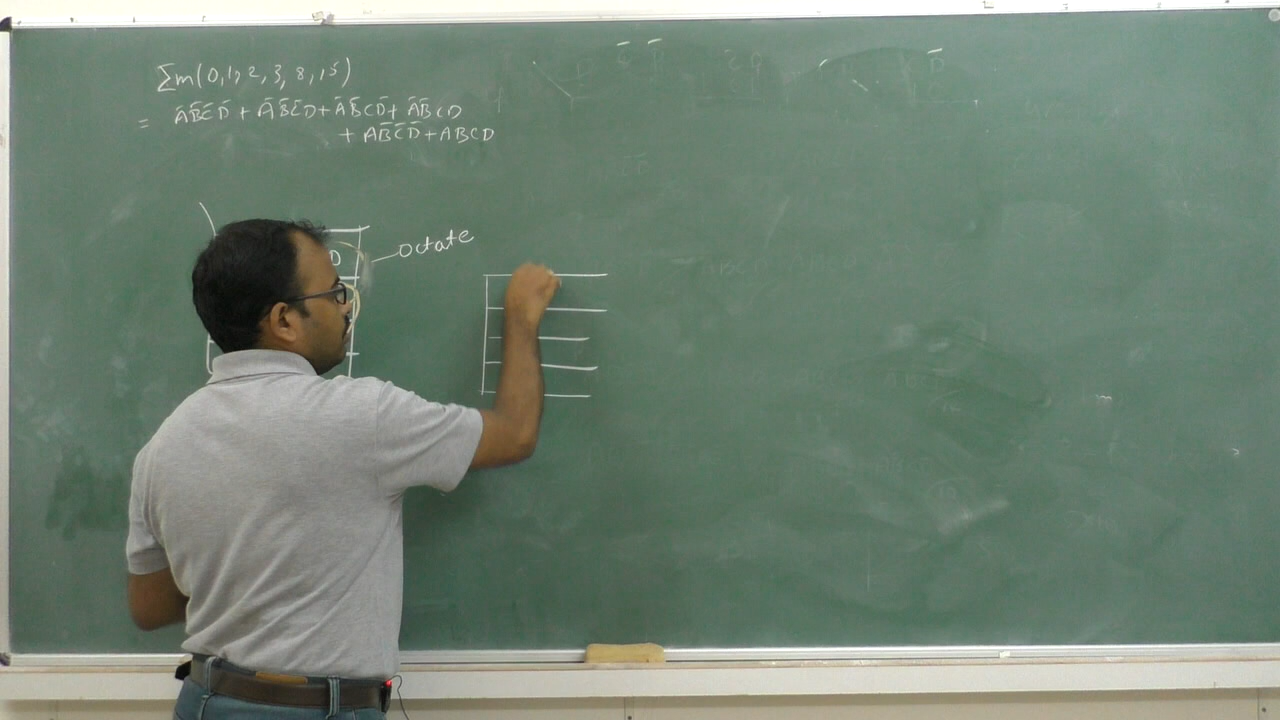 Σm(0,1,2,3,8,15)
= A̅B̅C̅D̅ + A̅B̅C̅D + A̅B̅CD̅ + A̅B̅CD
+ AB̅C̅D̅ + ABCD
octate
D